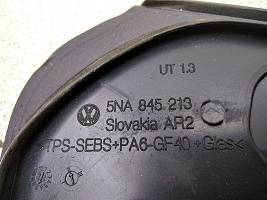 UT 1.3
5NA 845 213
Slovakia AR2
>TPS-SEBS+PA6-GF40+Glas<